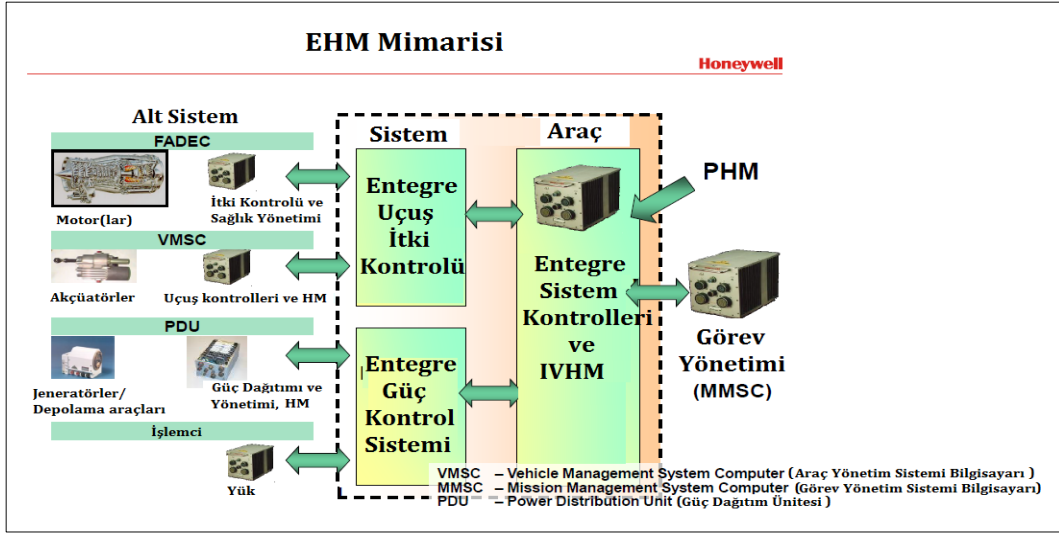 EHM Mimarisi
Honeywell
Alt Sistem
FADEC
Motor(lar)
İtki Kontrolü ve
Sağlık Yönetimi
VMSC
Akçüatörler
Uçuş kontrolleri ve HM
PDU
Jeneratörler/
Depolama araçları
Güç Dağıtımı ve
Yönetimi, HM
İşlemci
Yük
Sistem
Entegre
Uçuş
İtki
Kontrolü
Entegre
Güç
Kontrol
Sistemi
Araç
Entegre
Sistem
Kontrolleri
ve
IVHM
PHM
Görev
Yönetimi
(MMSC)
VMSC – Vehicle Management System Computer (Araç Yönetim Sistemi Bilgisayarı )
MMSC – Mission Management System Computer (Görev Yönetim Sistemi Bilgisayarı)
PDU – Power Distribution Unit (Güç Dağıtım Ünitesi )